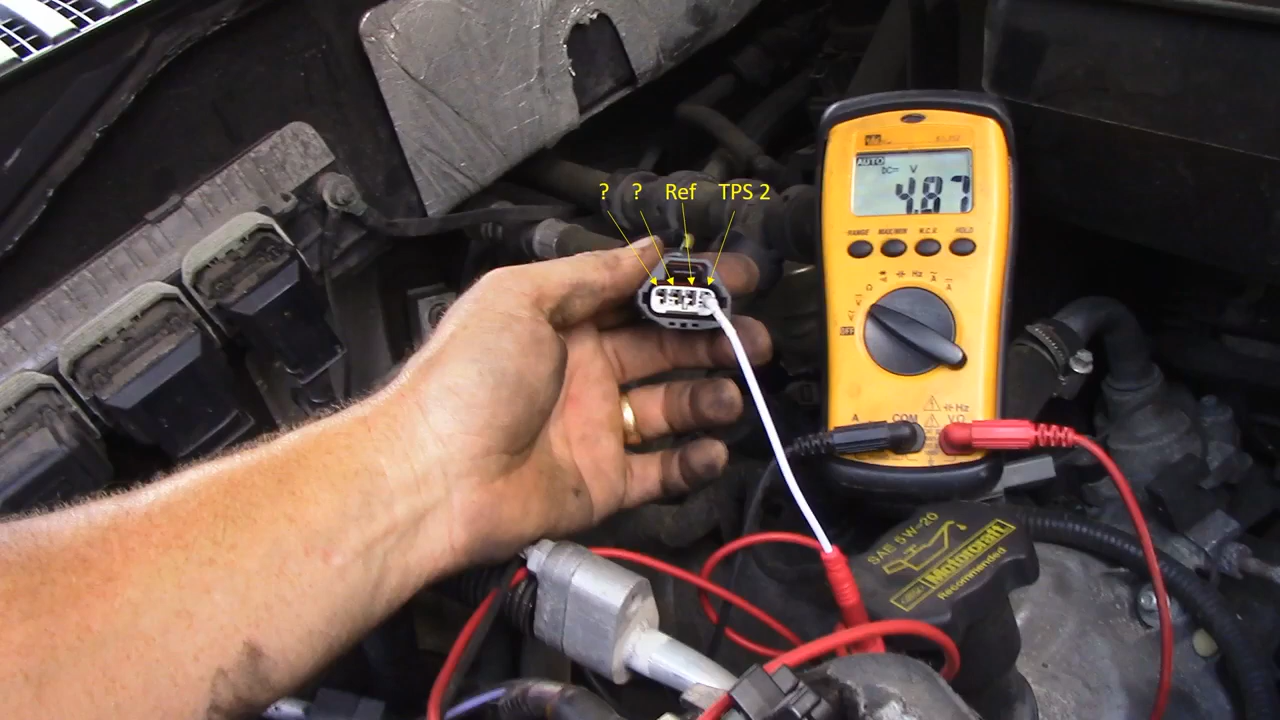 ? ? Ref TPS 2
AUTO
DC= V
4.87
RANGE MAX/MIN HOLD
Hz
OFF
A COM VΩ
Hz
SAE 5W-20
Motorcraft
Recommended